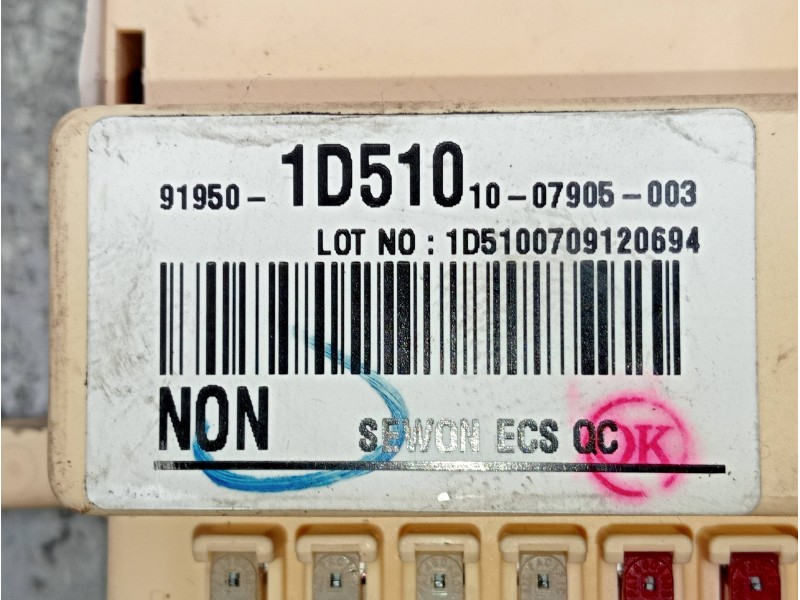 91950- 1D510 10-07905-003
LOT NO : 1D5100709120694
NON SEWON ECS QC
OK